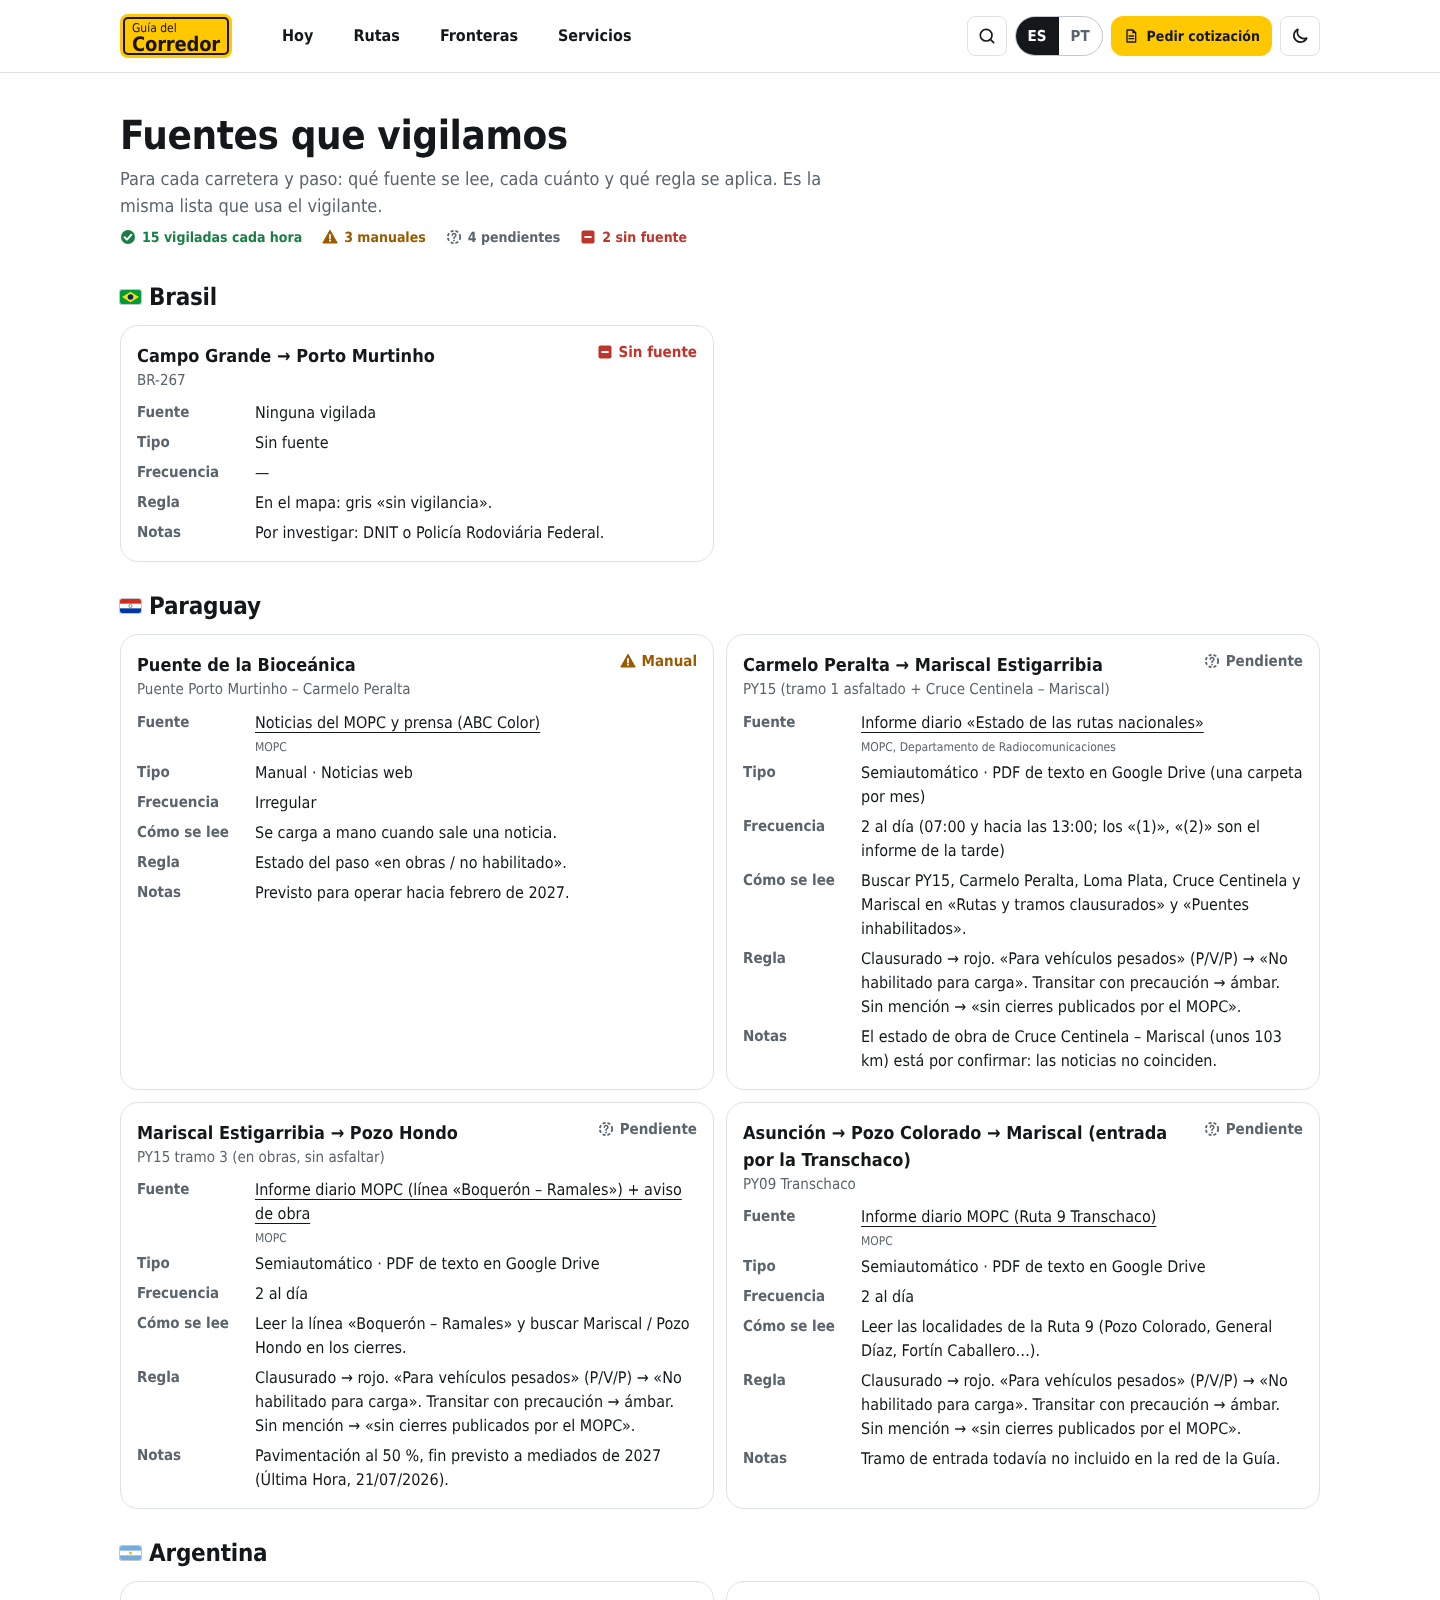 Guía del
Corredor
Hoy
Rutas
Fronteras
Servicios
ES
PT
Pedir cotización
Fuentes que vigilamos
Para cada carretera y paso: qué fuente se lee, cada cuánto y qué regla se aplica. Es la
misma lista que usa el vigilante.
15 vigiladas cada hora
3 manuales
4 pendientes
2 sin fuente
Brasil
Campo Grande → Porto Murtinho
Sin fuente
BR-267
Fuente
Ninguna vigilada
Tipo
Sin fuente
Frecuencia
—
Regla
En el mapa: gris «sin vigilancia».
Notas
Por investigar: DNIT o Policía Rodoviária Federal.
Paraguay
Puente de la Bioceánica
Manual
Puente Porto Murtinho – Carmelo Peralta
Fuente
Noticias del MOPC y prensa (ABC Color)
MOPC
Tipo
Manual · Noticias web
Frecuencia
Irregular
Cómo se lee
Se carga a mano cuando sale una noticia.
Regla
Estado del paso «en obras / no habilitado».
Notas
Previsto para operar hacia febrero de 2027.
Carmelo Peralta → Mariscal Estigarribia
Pendiente
PY15 (tramo 1 asfaltado + Cruce Centinela – Mariscal)
Fuente
Informe diario «Estado de las rutas nacionales»
MOPC, Departamento de Radiocomunicaciones
Tipo
Semiautomático · PDF de texto en Google Drive (una carpeta
por mes)
Frecuencia
2 al día (07:00 y hacia las 13:00; los «(1)», «(2)» son el
informe de la tarde)
Cómo se lee
Buscar PY15, Carmelo Peralta, Loma Plata, Cruce Centinela y
Mariscal en «Rutas y tramos clausurados» y «Puentes
inhabilitados».
Regla
Clausurado → rojo. «Para vehículos pesados» (P/V/P) → «No
habilitado para carga». Transitar con precaución → ámbar.
Sin mención → «sin cierres publicados por el MOPC».
Notas
El estado de obra de Cruce Centinela – Mariscal (unos 103
km) está por confirmar: las noticias no coinciden.
Mariscal Estigarribia → Pozo Hondo
Pendiente
PY15 tramo 3 (en obras, sin asfaltar)
Fuente
Informe diario MOPC (línea «Boquerón – Ramales») + aviso
de obra
MOPC
Tipo
Semiautomático · PDF de texto en Google Drive
Frecuencia
2 al día
Cómo se lee
Leer la línea «Boquerón – Ramales» y buscar Mariscal / Pozo
Hondo en los cierres.
Regla
Clausurado → rojo. «Para vehículos pesados» (P/V/P) → «No
habilitado para carga». Transitar con precaución → ámbar.
Sin mención → «sin cierres publicados por el MOPC».
Notas
Pavimentación al 50 %, fin previsto a mediados de 2027
(Última Hora, 21/07/2026).
Asunción → Pozo Colorado → Mariscal (entrada
por la Transchaco)
Pendiente
PY09 Transchaco
Fuente
Informe diario MOPC (Ruta 9 Transchaco)
MOPC
Tipo
Semiautomático · PDF de texto en Google Drive
Frecuencia
2 al día
Cómo se lee
Leer las localidades de la Ruta 9 (Pozo Colorado, General
Díaz, Fortín Caballero…).
Regla
Clausurado → rojo. «Para vehículos pesados» (P/V/P) → «No
habilitado para carga». Transitar con precaución → ámbar.
Sin mención → «sin cierres publicados por el MOPC».
Notas
Tramo de entrada todavía no incluido en la red de la Guía.
Argentina